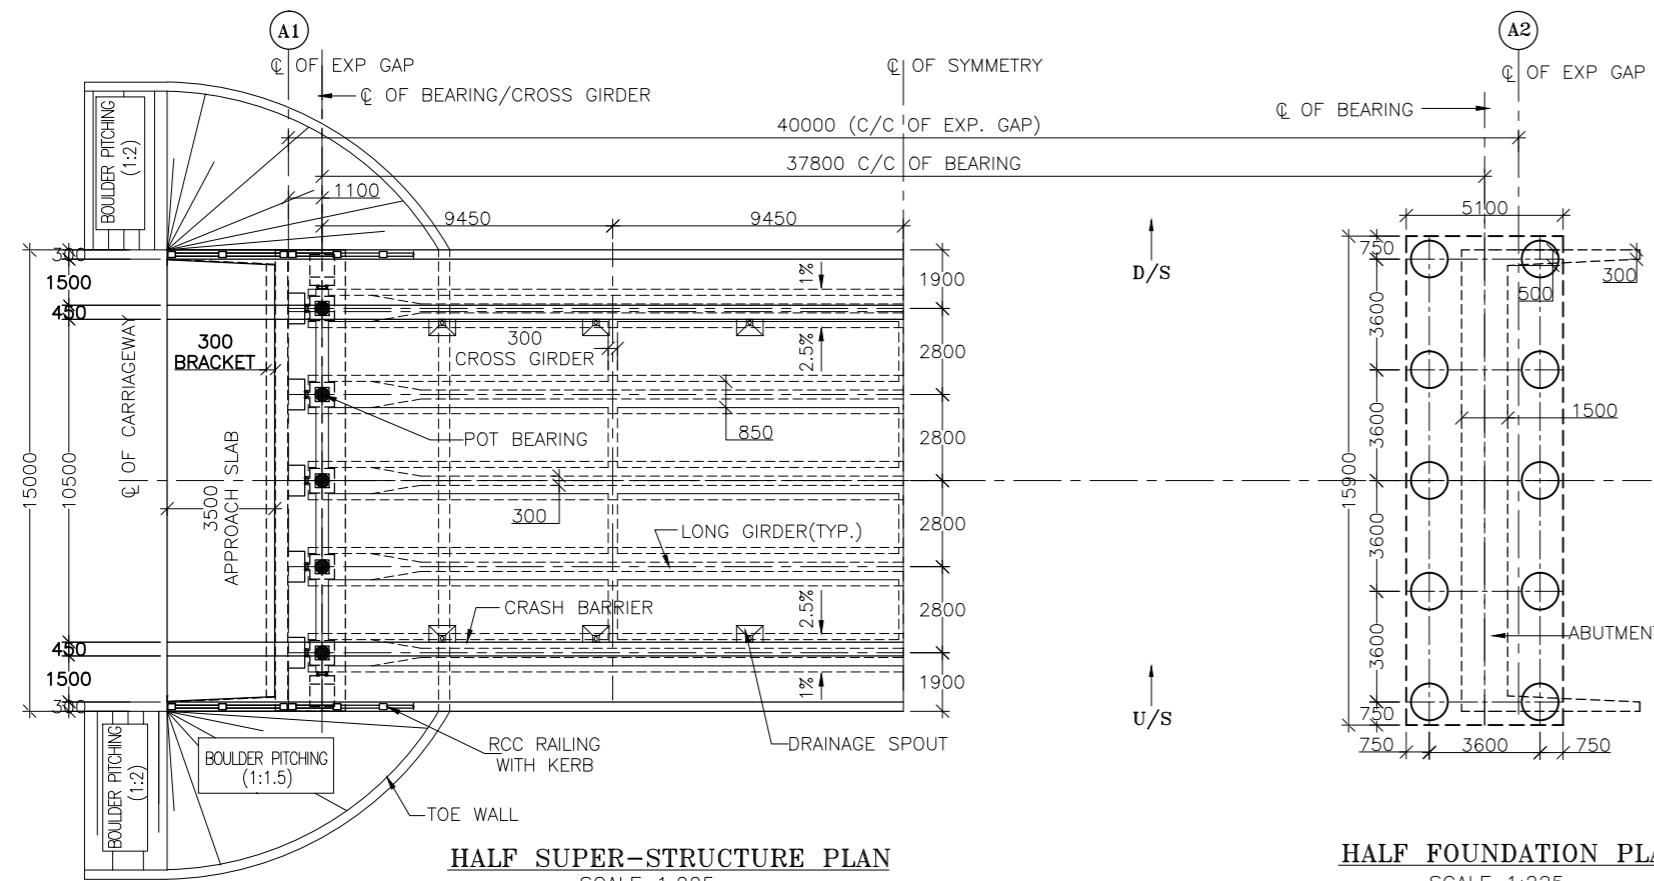 A1
A2
℄ OF EXP GAP
℄ OF SYMMETRY
℄ OF EXP GAP
℄ OF BEARING/CROSS GIRDER
℄ OF BEARING
40000 (C/C OF EXP. GAP)
37800 C/C OF BEARING
BOULDER PITCHING
(1:2)
1100
9450
9450
5100
300
1500
450
1%
1900
D/S
750
300
500
300
BRACKET
300
CROSS GIRDER
2.5%
2800
3600
℄ OF CARRIAGEWAY
850
POT BEARING
2800
3600
1500
15000
10500
3500
APPROACH SLAB
300
15900
LONG GIRDER(TYP.)
2800
3600
CRASH BARRIER
2.5%
2800
ABUTMENT
3600
450
1500
300
1%
1900
U/S
750
750
3600
750
RCC RAILING
WITH KERB
DRAINAGE SPOUT
BOULDER PITCHING
(1:1.5)
BOULDER PITCHING
(1:2)
TOE WALL
HALF SUPER-STRUCTURE PLAN
HALF FOUNDATION PLA